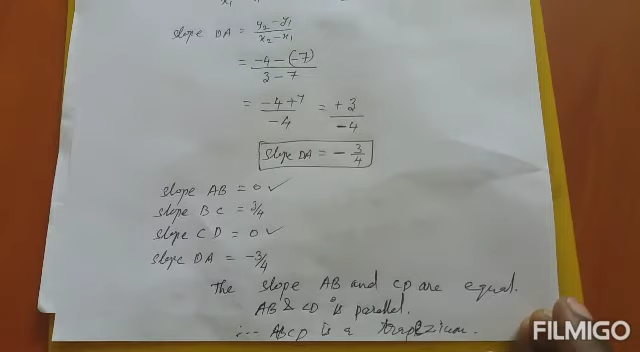 slope DA = y₂ - y₁ / x₂ - x₁
= -4 - (-7) / 3 - 7
= -4 + 7 / -4 = +3 / -4
slope DA = - 3/4
slope AB = 0 ✓
slope BC = 3/4
slope CD = 0 ✓
slope DA = -3/4
The slope AB and CD are equal.
AB & CD is parallel.
∴ ABCD is a trapezium.
FILMIGO